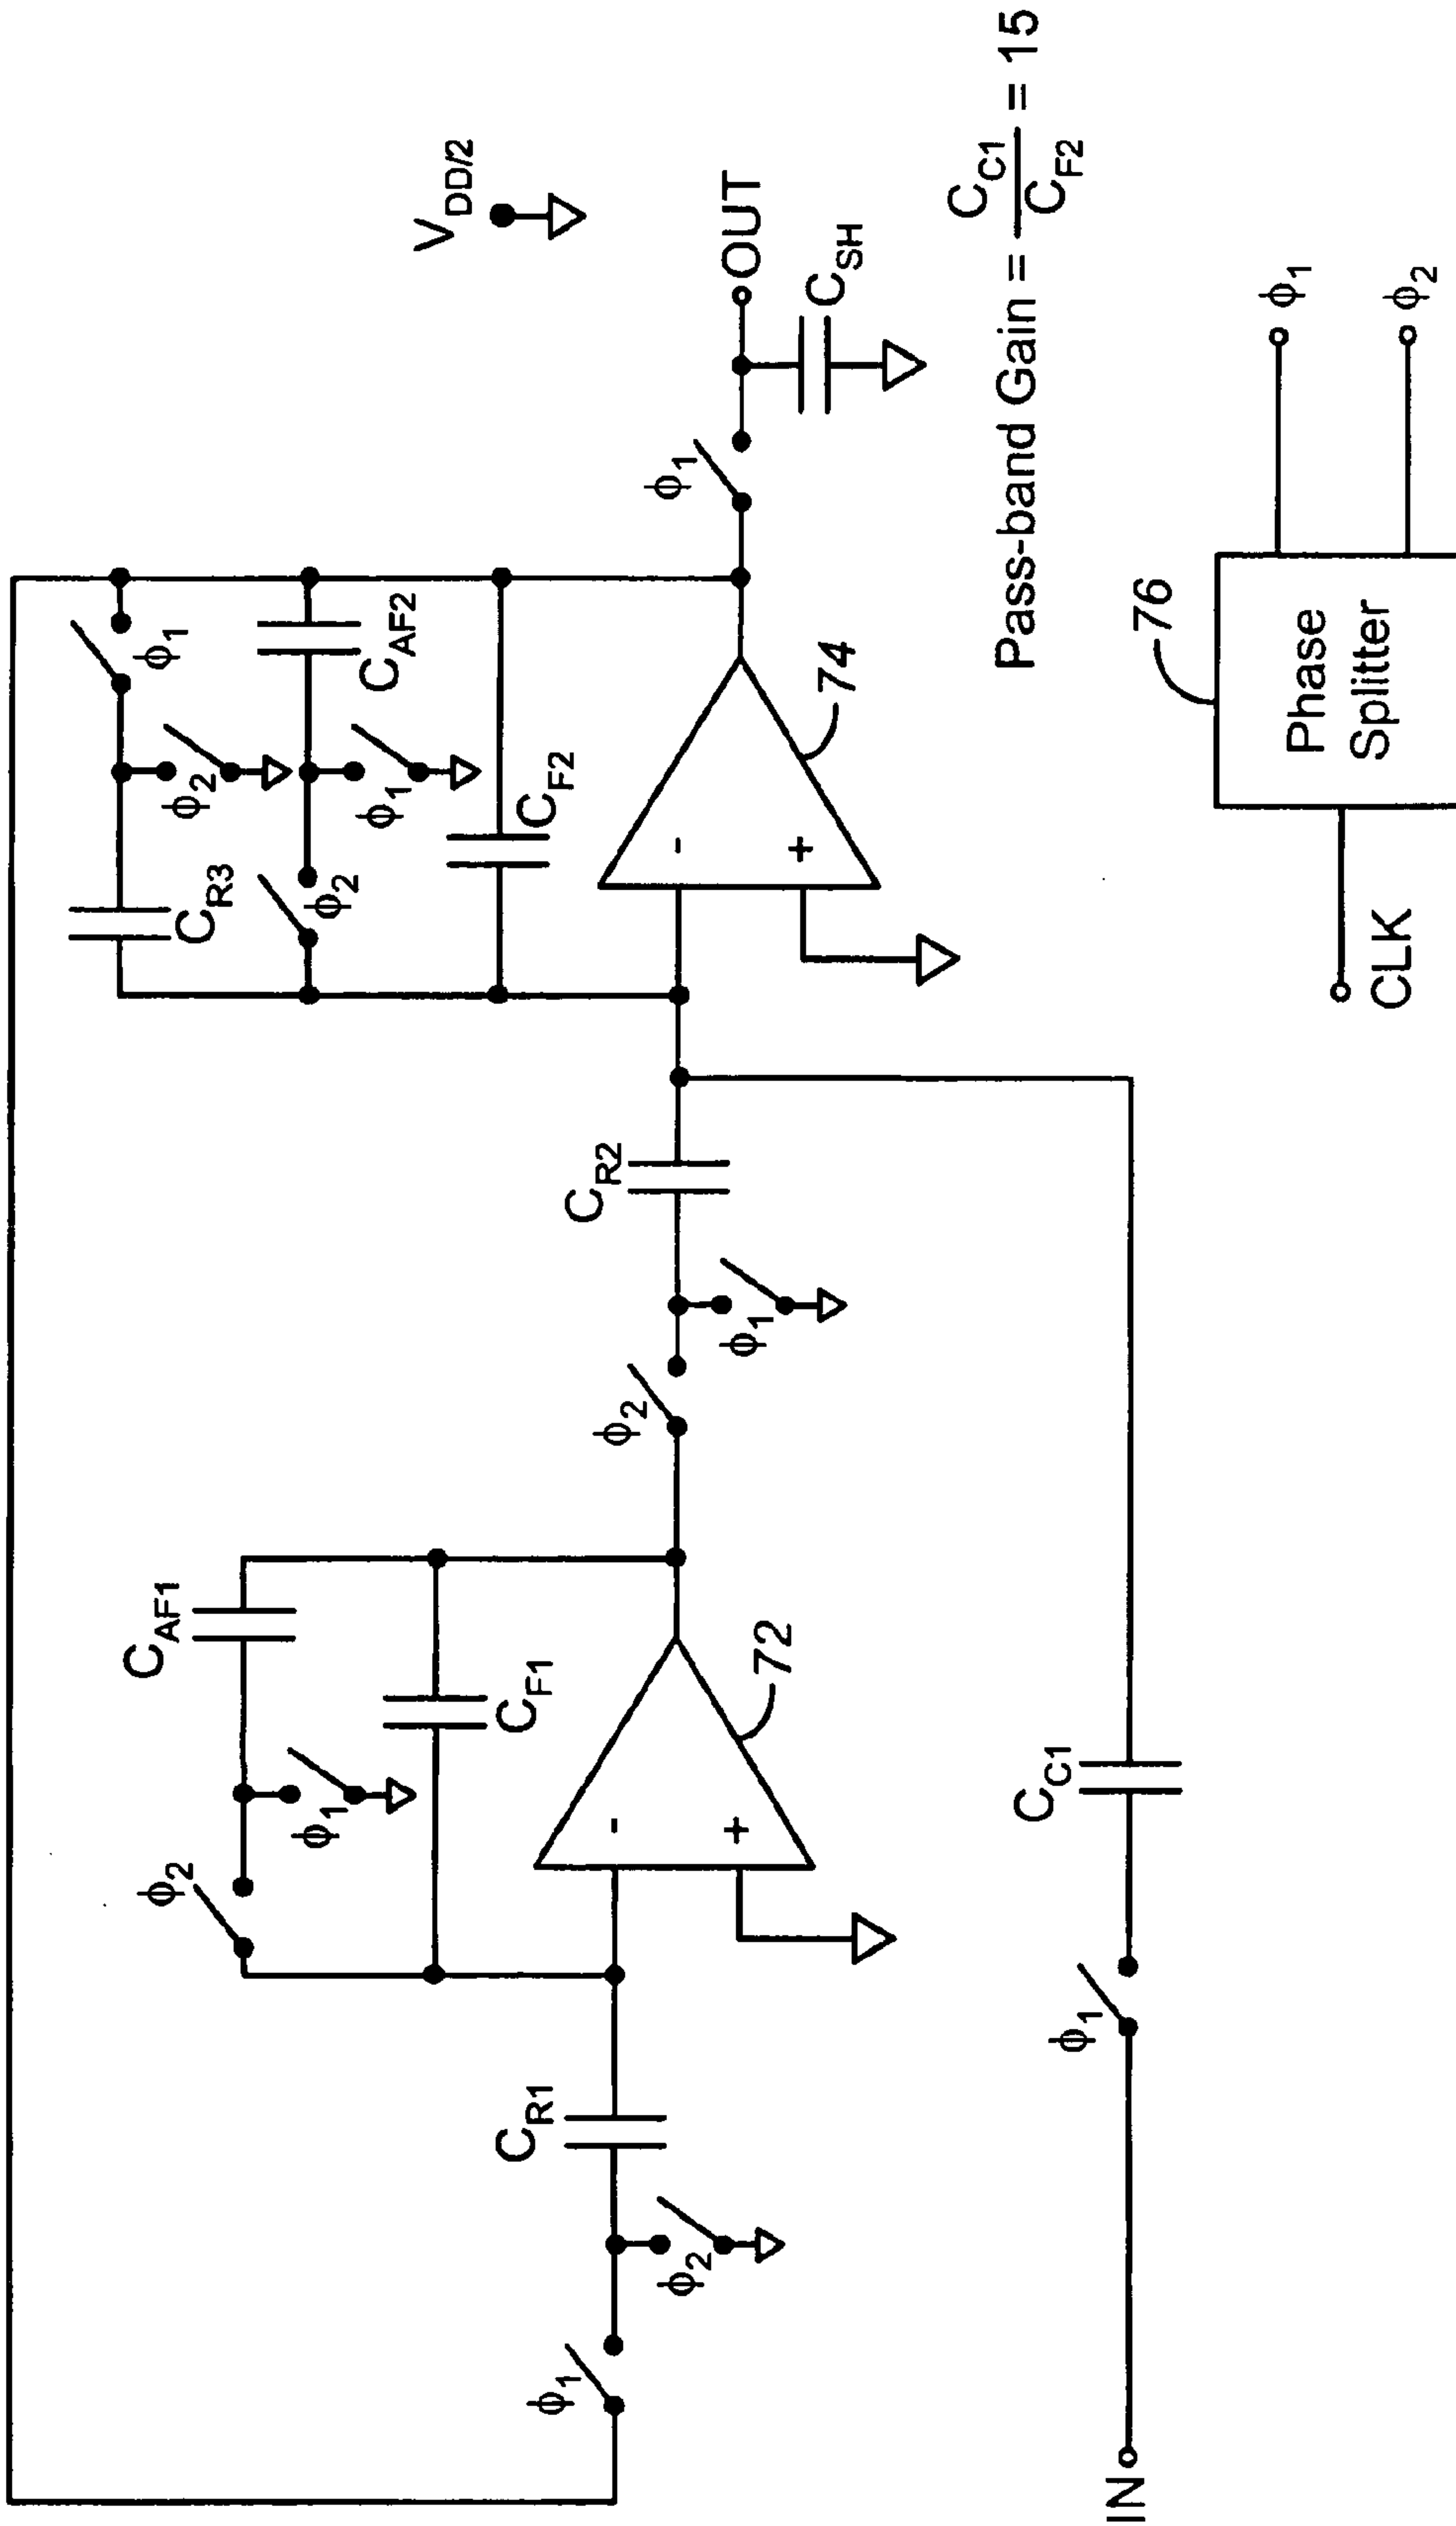 V_DD/2
C_R3
ϕ1
ϕ2
C_AF2
ϕ2
ϕ1
C_F2
-
+
74
ϕ1
OUT
C_SH
C_AF1
ϕ2
ϕ1
C_F1
-
+
72
ϕ1
C_R1
ϕ2
ϕ2
C_R2
ϕ1
IN
ϕ1
C_C1
Pass-band Gain = C_C1/C_F2 = 15
76
CLK
Phase
Splitter
ϕ1
ϕ2